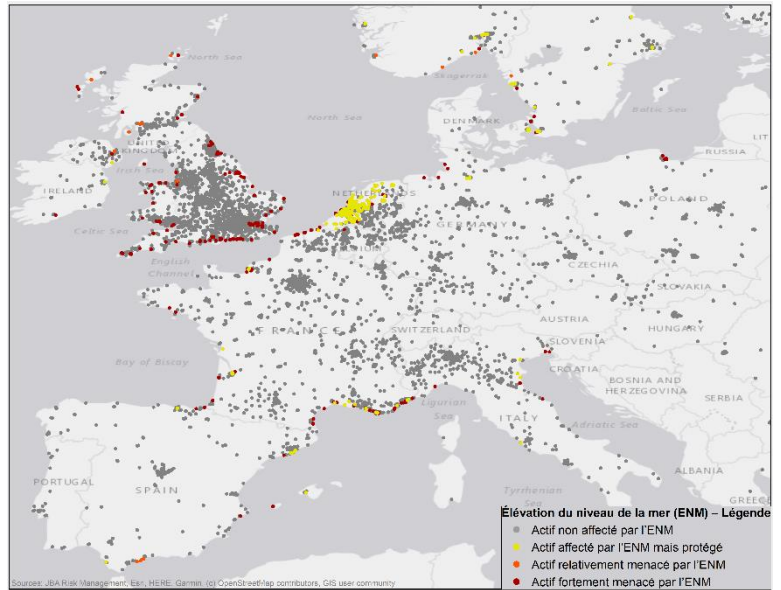 North Sea
Skagerrak
North Sea
DENMARK
Baltic Sea
LIT
RUSSIA
UNITED
KINGDOM
Irish Sea
IRELAND
NETHERLANDS
POLAND
GERMANY
Celtic Sea
BELGIUM
English
Channel
CZECHIA
SLOVAKIA
AUSTRIA
FRANCE
SWITZERLAND
HUNGARY
SLOVENIA
Bay of Biscay
CROATIA
BOSNIA AND
HERZEGOVINA
SERBIA
Ligurian
Sea
ITALY
Adriatic Sea
ALBANIA
PORTUGAL
SPAIN
Tyrrhenian
Sea
GREECE
Élévation du niveau de la mer (ENM) – Légende
Actif non affecté par l'ENM
Actif affecté par l'ENM mais protégé
Actif relativement menacé par l'ENM
Actif fortement menacé par l'ENM
Sources: JBA Risk Management, Esri, HERE, Garmin, (c) OpenStreetMap contributors, GIS user community